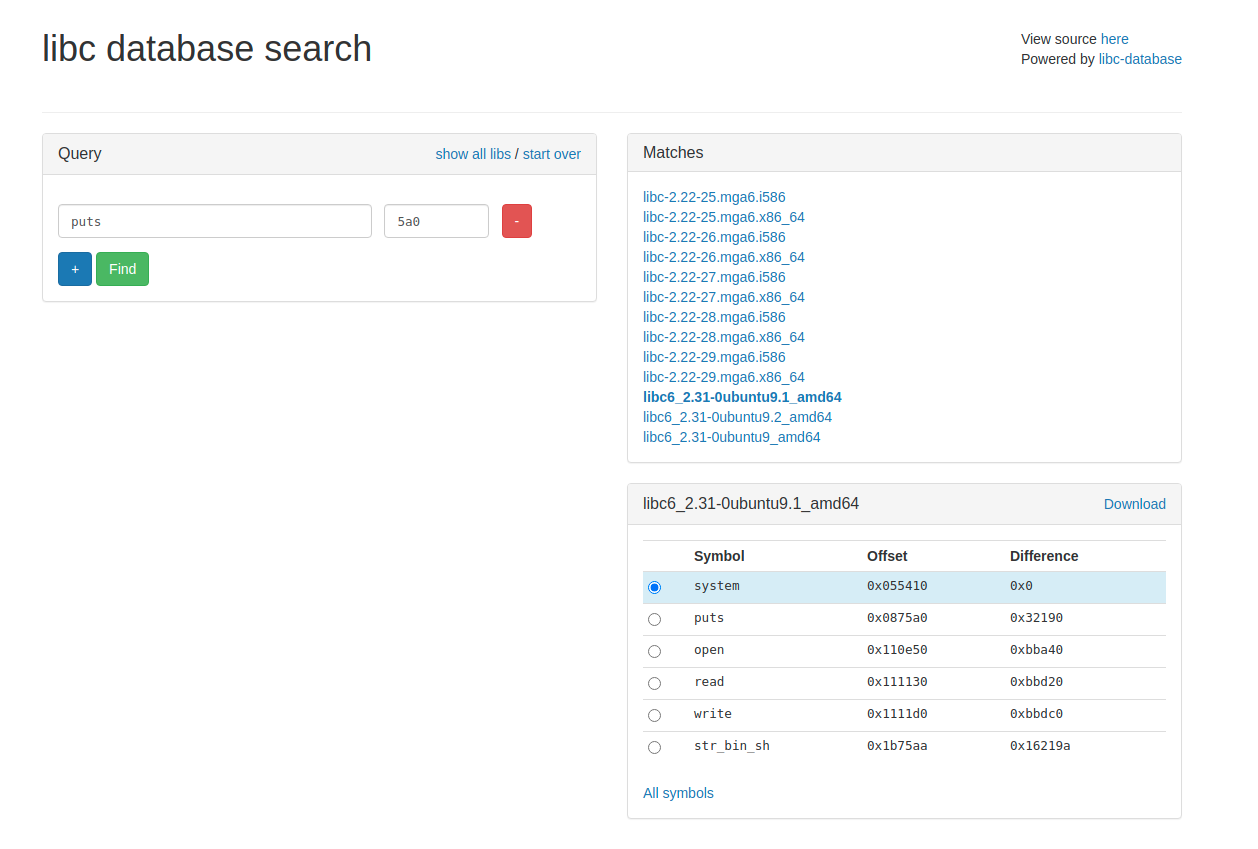 libc database search
View source here
Powered by libc-database
Query show all libs / start over
puts 5a0 -
+ Find
Matches
libc-2.22-25.mga6.i586
libc-2.22-25.mga6.x86_64
libc-2.22-26.mga6.i586
libc-2.22-26.mga6.x86_64
libc-2.22-27.mga6.i586
libc-2.22-27.mga6.x86_64
libc-2.22-28.mga6.i586
libc-2.22-28.mga6.x86_64
libc-2.22-29.mga6.i586
libc-2.22-29.mga6.x86_64
libc6_2.31-0ubuntu9.1_amd64
libc6_2.31-0ubuntu9.2_amd64
libc6_2.31-0ubuntu9_amd64
libc6_2.31-0ubuntu9.1_amd64 Download
Symbol Offset Difference
system 0x055410 0x0
puts 0x0875a0 0x32190
open 0x110e50 0xbba40
read 0x111130 0xbbd20
write 0x1111d0 0xbbdc0
str_bin_sh 0x1b75aa 0x16219a
All symbols